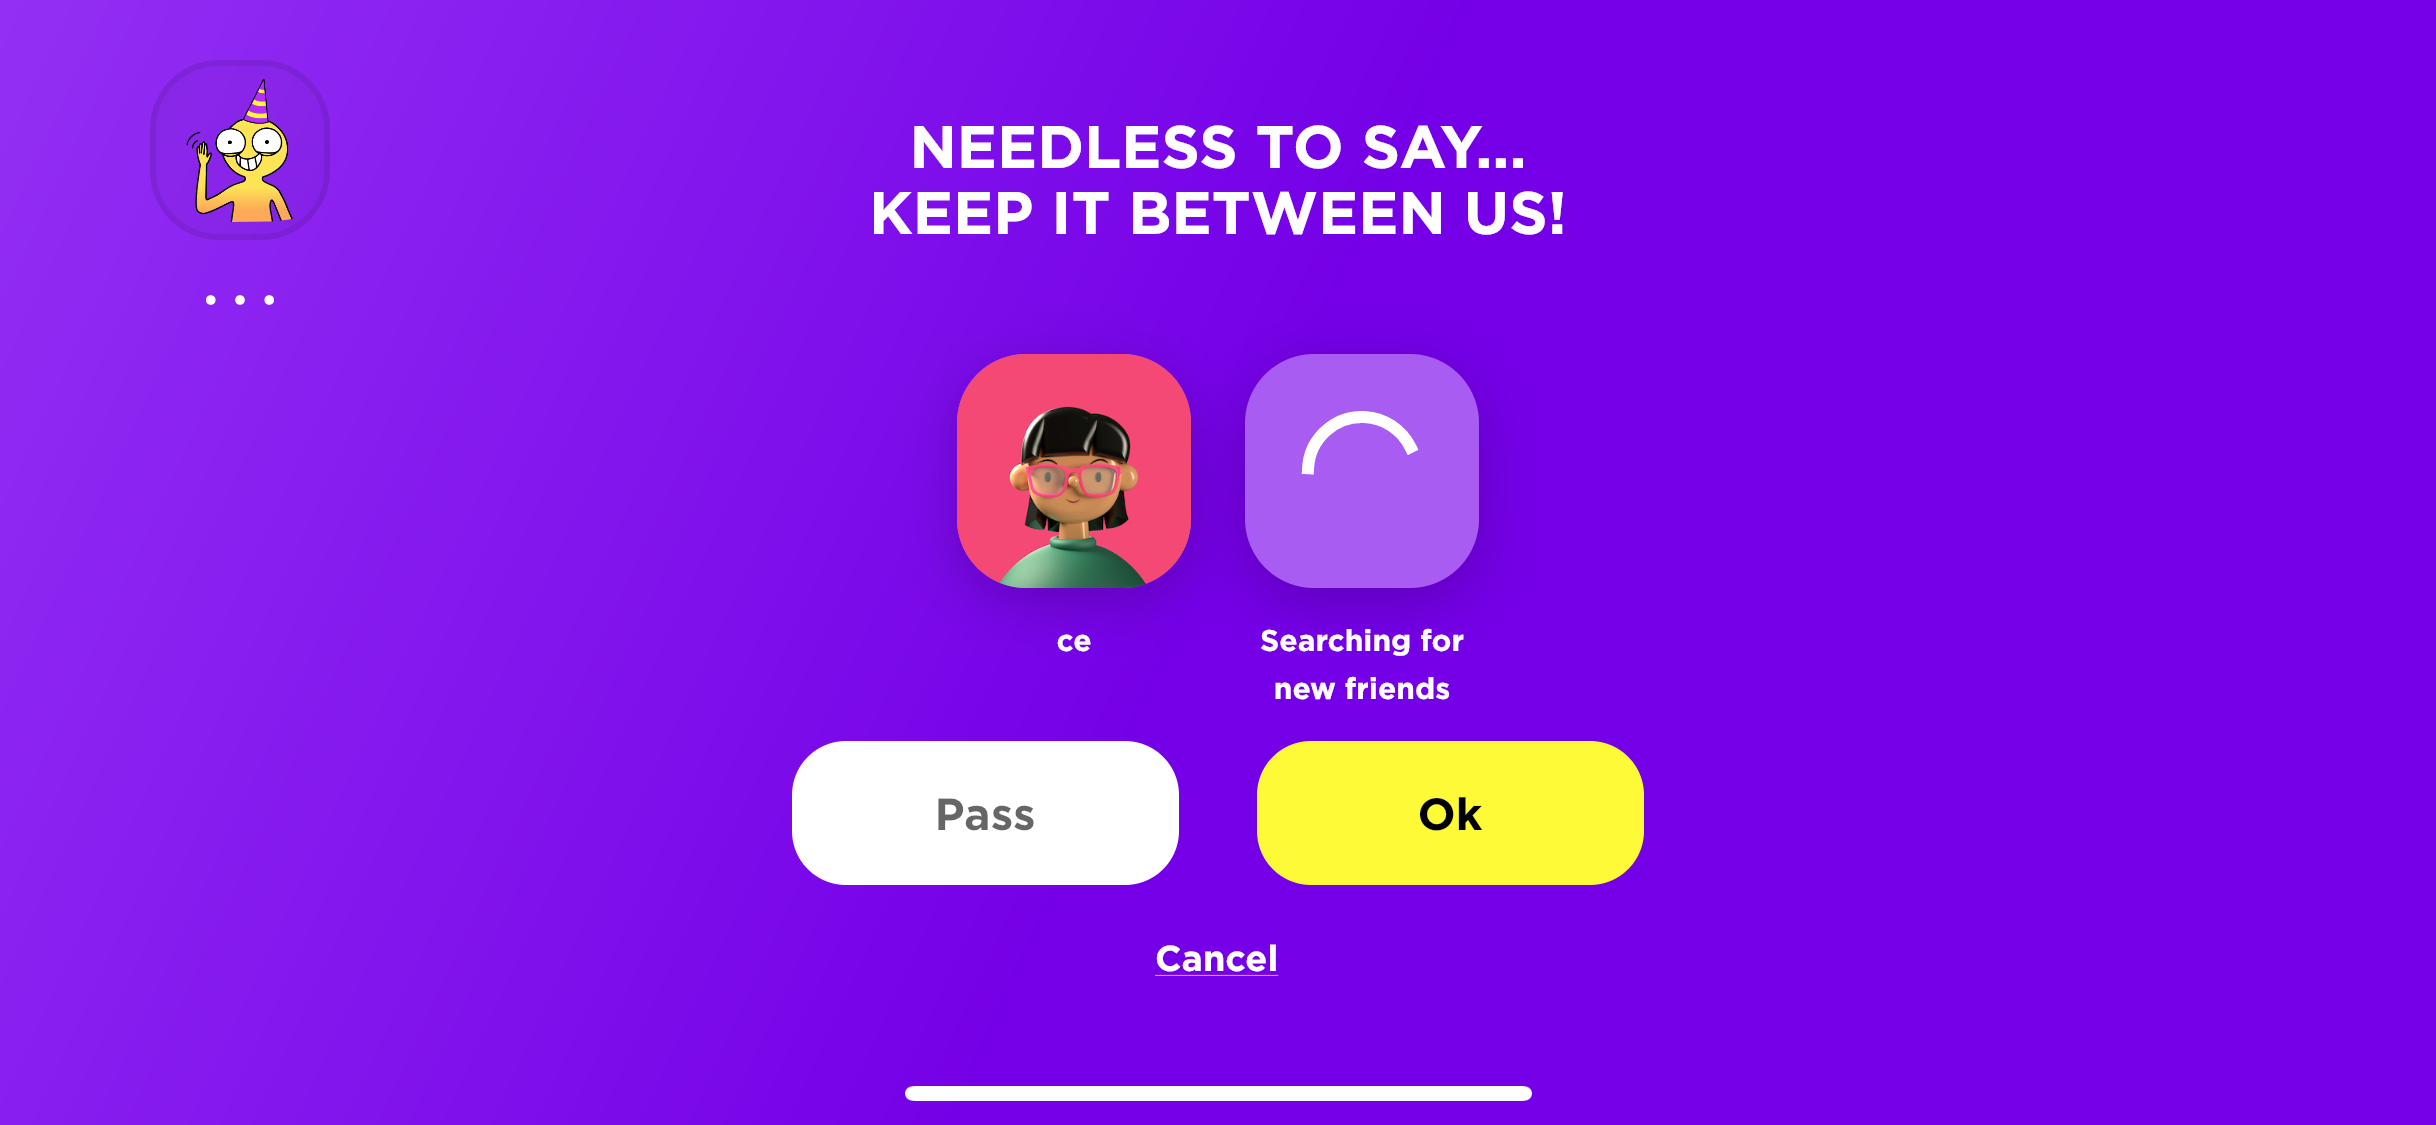 NEEDLESS TO SAY...
KEEP IT BETWEEN US!
ce
Searching for
new friends
Pass
Ok
Cancel